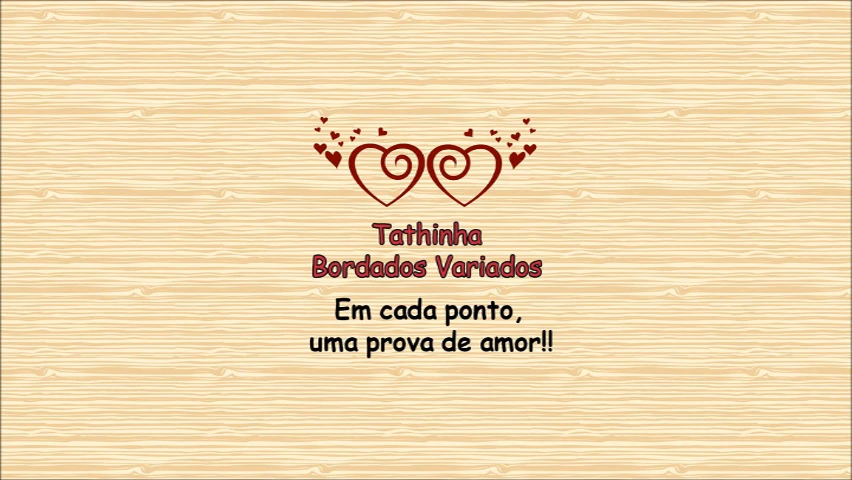 Tathinha
Bordados Variados
Em cada ponto,
uma prova de amor!!